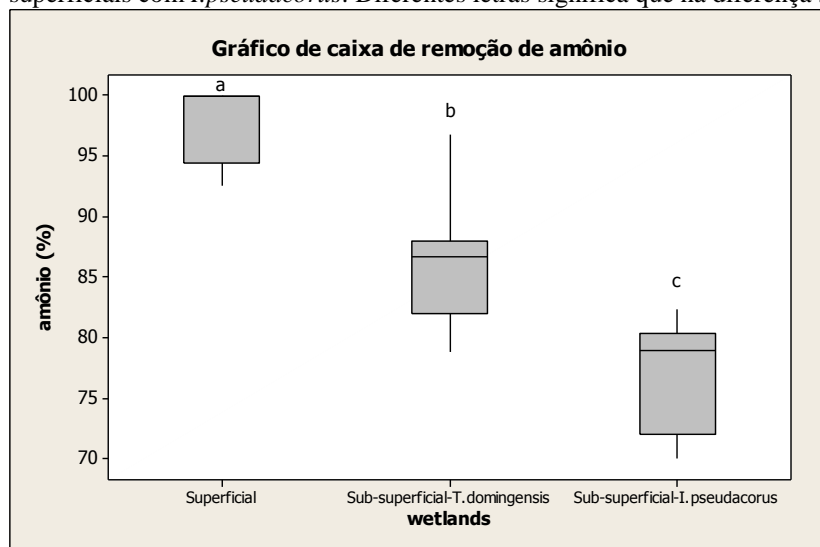 superficiais com I.pseudacorus. Diferentes letras significa que há diferença
Gráfico de caixa de remoção de amônio
100
95
90
85
80
75
70
amônio (%)
a
b
c
Superficial
Sub-superficial-T.domingensis
Sub-superficial-I.pseudacorus
wetlands